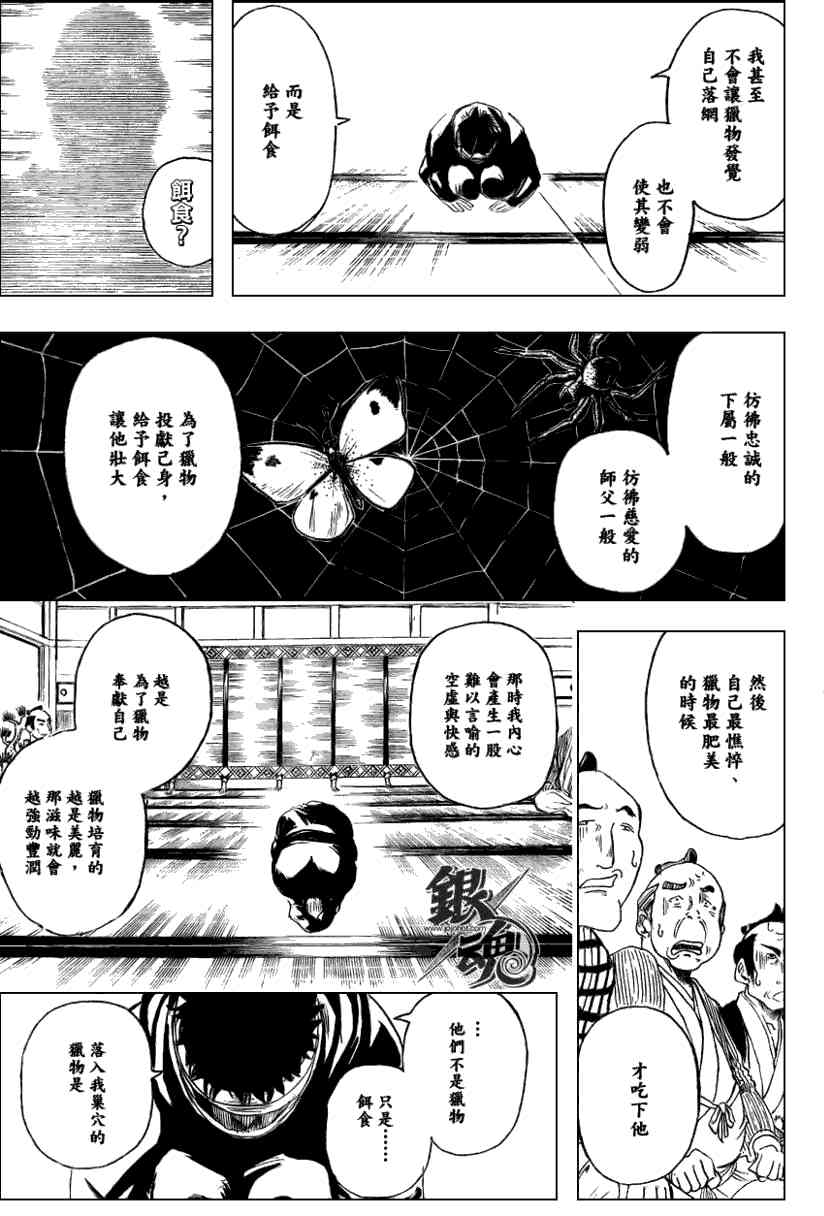 我甚至
不會讓獵物發覺
自己落網
也不會
使其變弱
而是
給予餌食
餌食？
彷彿忠誠的
下屬一般
彷彿慈愛的
師父一般
為了獵物
投獻己身，
給予餌食
讓他壯大
然後
自己最憔悴、
獵物最肥美
的時候
才吃下他
那時我內心
會產生一股
難以言喻的
空虛與快感
越是
為了獵物
奉獻自己
獵物培育的
越是美麗，
那滋味就會
越強勁豐潤
銀魂
www.jojohot.com
…
他們不是獵物
只是……
餌食
落入我巢穴的
獵物是